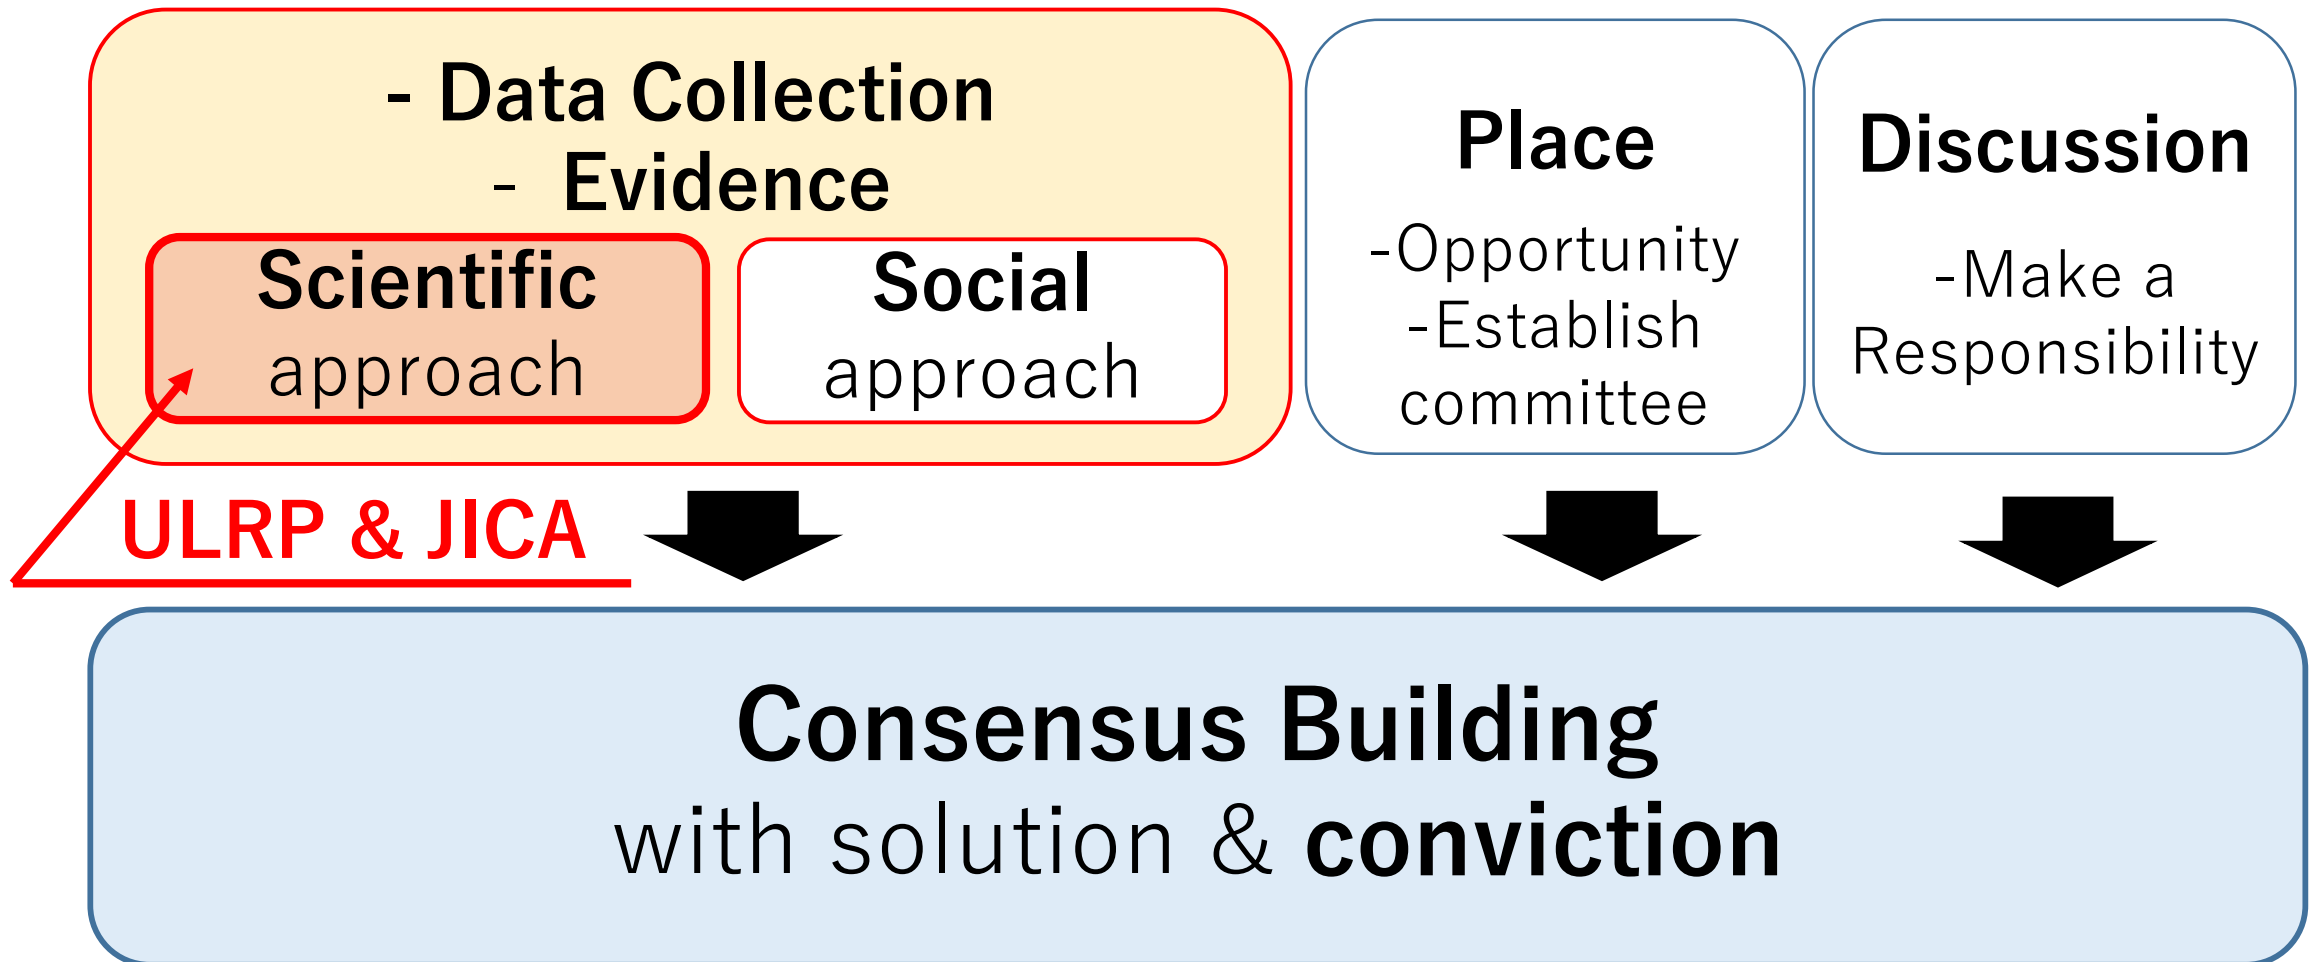 - Data Collection
- Evidence
Scientific
approach
Social
approach
Place
-Opportunity
-Establish
committee
Discussion
-Make a
Responsibility
ULRP & JICA
Consensus Building
with solution & conviction